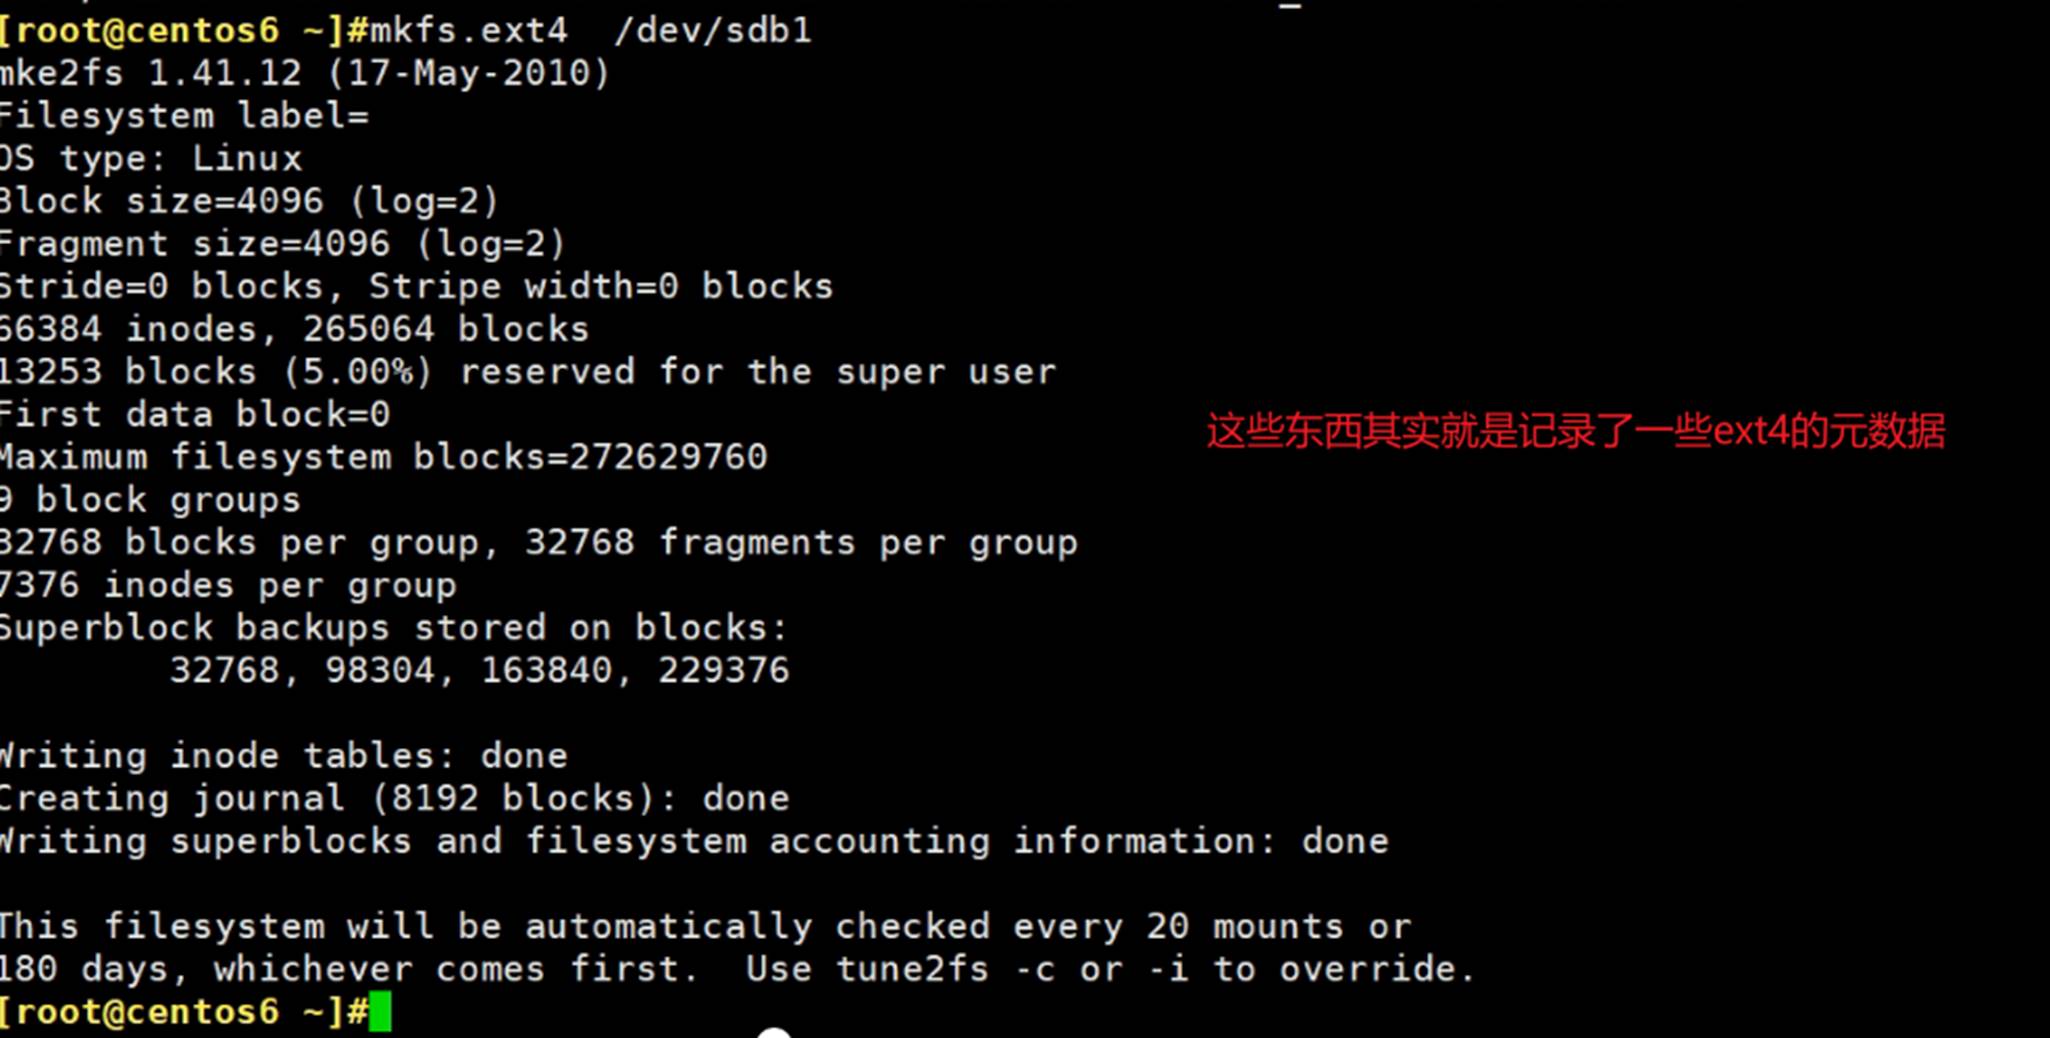 [root@centos6 ~]#mkfs.ext4  /dev/sdb1
mke2fs 1.41.12 (17-May-2010)
Filesystem label=
OS type: Linux
Block size=4096 (log=2)
Fragment size=4096 (log=2)
Stride=0 blocks, Stripe width=0 blocks
66384 inodes, 265064 blocks
13253 blocks (5.00%) reserved for the super user
First data block=0
这些东西其实就是记录了一些ext4的元数据
Maximum filesystem blocks=272629760
9 block groups
32768 blocks per group, 32768 fragments per group
7376 inodes per group
Superblock backups stored on blocks:
        32768, 98304, 163840, 229376
Writing inode tables: done
Creating journal (8192 blocks): done
Writing superblocks and filesystem accounting information: done
This filesystem will be automatically checked every 20 mounts or
180 days, whichever comes first.  Use tune2fs -c or -i to override.
[root@centos6 ~]#